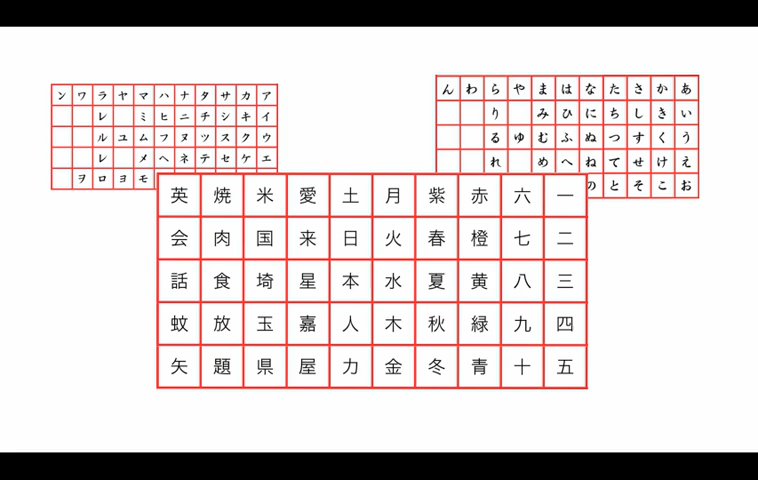 あいうえお
かきくけこ
さしすせそ
たちつてと
なにぬねの
はひふへ
まみむめ
やゆ
らりるれ
わ
ん
アイウエ
カキクケ
サシスセ
タチツテ
ナニヌネ
ハヒフヘ
マミムメモ
ヤユヨ
ラレルレロ
ワヲ
ン
一二三四五
六七八九十
赤橙黄緑青
紫春夏秋冬
月火水木金
土日本人力
愛来星嘉屋
米国埼玉県
焼肉食放題
英会話蚊矢